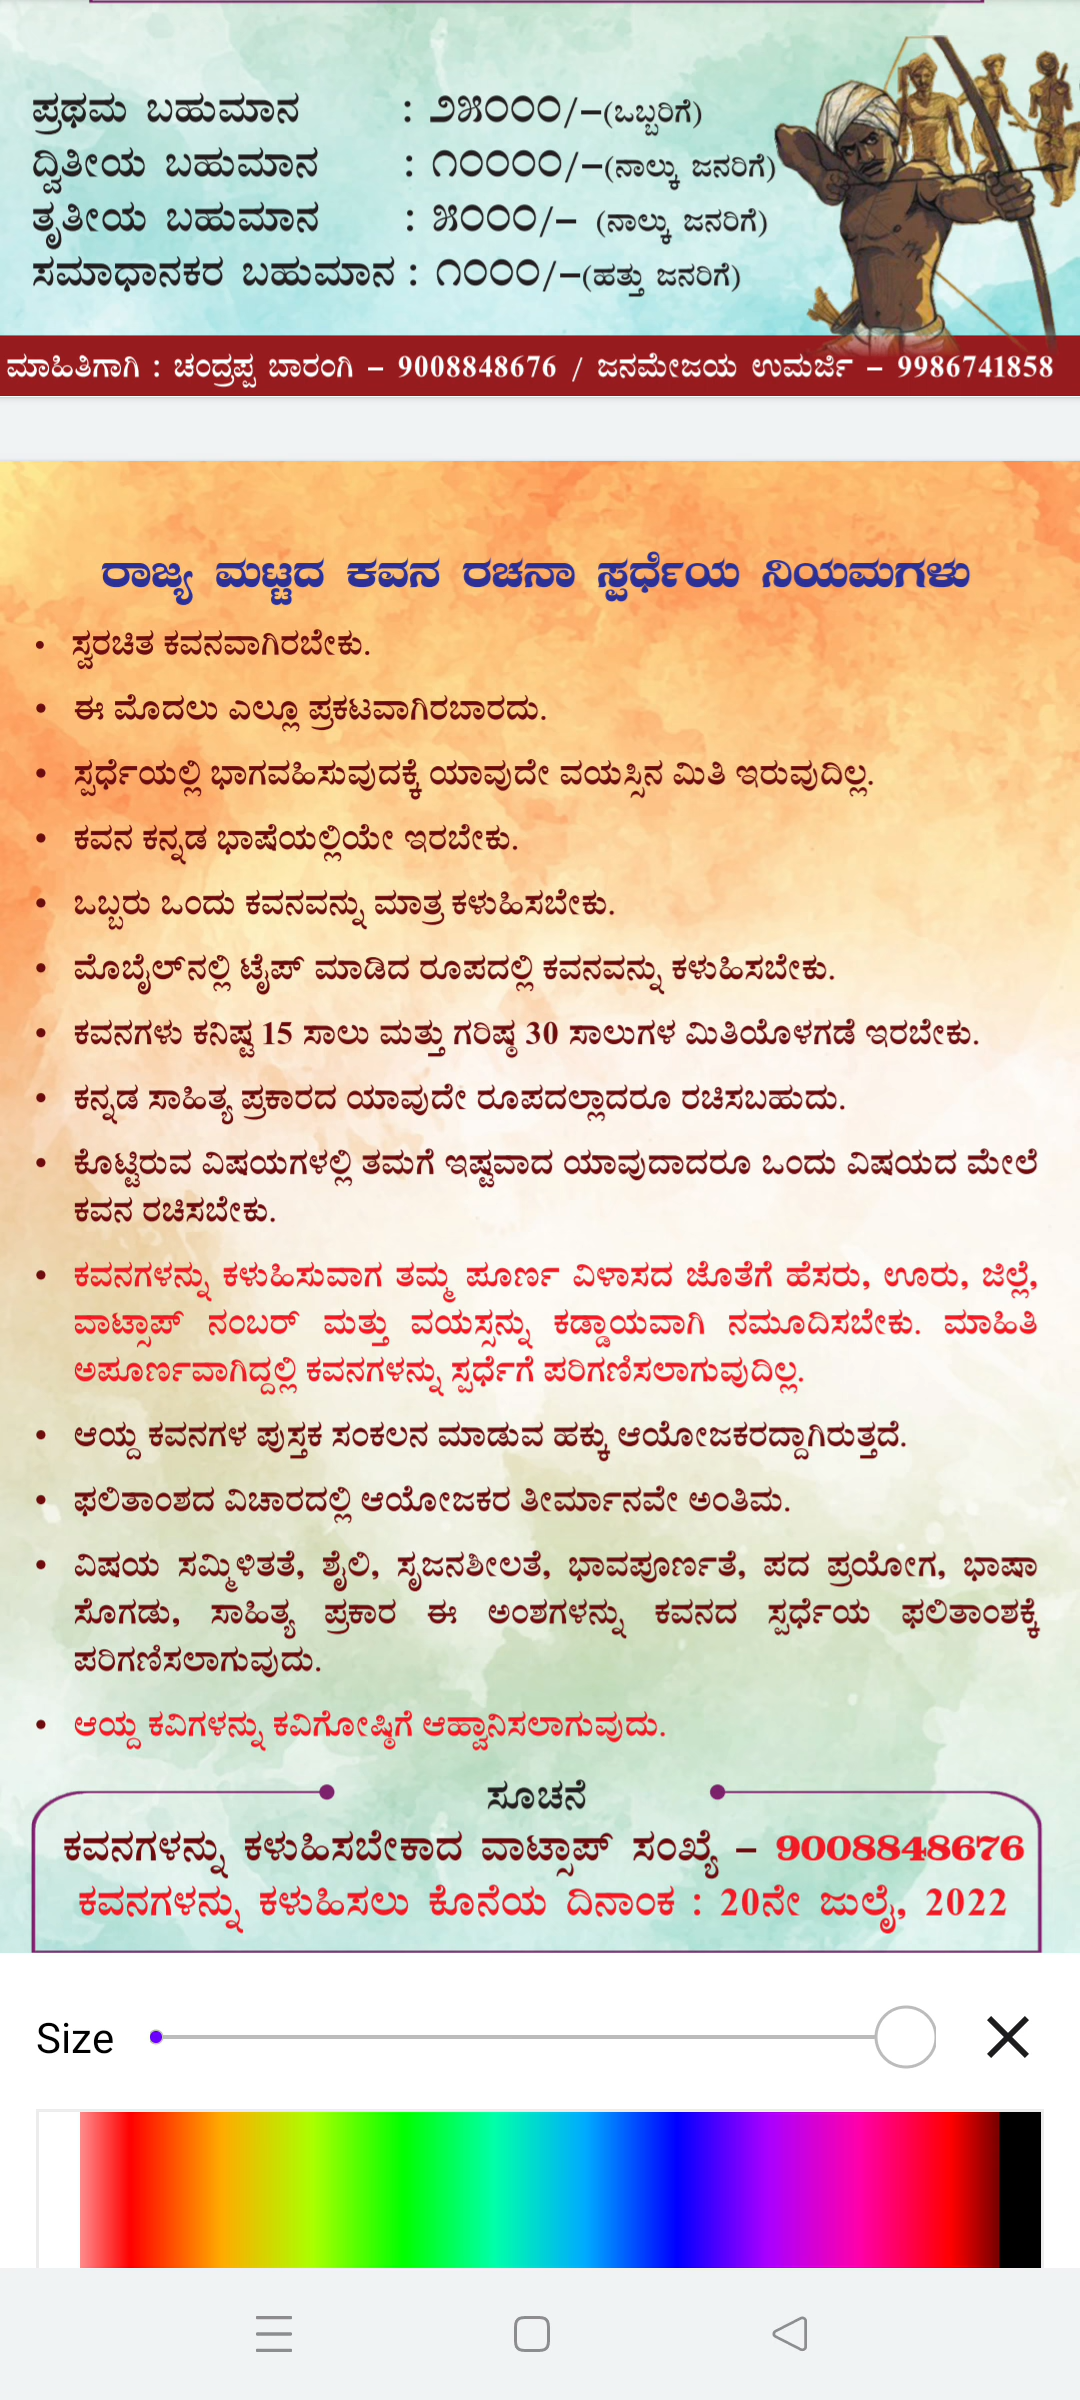 ಪ್ರಥಮ ಬಹುಮಾನ : ೨೫೦೦೦/–(ಒಬ್ಬರಿಗೆ)
ದ್ವಿತೀಯ ಬಹುಮಾನ : ೧೦೦೦೦/–(ನಾಲ್ಕು ಜನರಿಗೆ)
ತೃತೀಯ ಬಹುಮಾನ : ೫೦೦೦/– (ನಾಲ್ಕು ಜನರಿಗೆ)
ಸಮಾಧಾನಕರ ಬಹುಮಾನ : ೧೦೦೦/–(ಹತ್ತು ಜನರಿಗೆ)
ಮಾಹಿತಿಗಾಗಿ : ಚಂದ್ರಪ್ಪ ಬಾರಂಗಿ – 9008848676 / ಜನಮೇಜಯ ಉಮರ್ಜಿ – 9986741858
ರಾಜ್ಯ ಮಟ್ಟದ ಕವನ ರಚನಾ ಸ್ಪರ್ಧೆಯ ನಿಯಮಗಳು
• ಸ್ವರಚಿತ ಕವನವಾಗಿರಬೇಕು.
• ಈ ಮೊದಲು ಎಲ್ಲೂ ಪ್ರಕಟವಾಗಿರಬಾರದು.
• ಸ್ಪರ್ಧೆಯಲ್ಲಿ ಭಾಗವಹಿಸುವುದಕ್ಕೆ ಯಾವುದೇ ವಯಸ್ಸಿನ ಮಿತಿ ಇರುವುದಿಲ್ಲ.
• ಕವನ ಕನ್ನಡ ಭಾಷೆಯಲ್ಲಿಯೇ ಇರಬೇಕು.
• ಒಬ್ಬರು ಒಂದು ಕವನವನ್ನು ಮಾತ್ರ ಕಳುಹಿಸಬೇಕು.
• ಮೊಬೈಲ್‌ನಲ್ಲಿ ಟೈಪ್ ಮಾಡಿದ ರೂಪದಲ್ಲಿ ಕವನವನ್ನು ಕಳುಹಿಸಬೇಕು.
• ಕವನಗಳು ಕನಿಷ್ಟ 15 ಸಾಲು ಮತ್ತು ಗರಿಷ್ಠ 30 ಸಾಲುಗಳ ಮಿತಿಯೊಳಗಡೆ ಇರಬೇಕು.
• ಕನ್ನಡ ಸಾಹಿತ್ಯ ಪ್ರಕಾರದ ಯಾವುದೇ ರೂಪದಲ್ಲಾದರೂ ರಚಿಸಬಹುದು.
• ಕೊಟ್ಟಿರುವ ವಿಷಯಗಳಲ್ಲಿ ತಮಗೆ ಇಷ್ಟವಾದ ಯಾವುದಾದರೂ ಒಂದು ವಿಷಯದ ಮೇಲೆ
ಕವನ ರಚಿಸಬೇಕು.
• ಕವನಗಳನ್ನು ಕಳುಹಿಸುವಾಗ ತಮ್ಮ ಪೂರ್ಣ ವಿಳಾಸದ ಜೊತೆಗೆ ಹೆಸರು, ಊರು, ಜಿಲ್ಲೆ,
ವಾಟ್ಸಾಪ್ ನಂಬರ್ ಮತ್ತು ವಯಸ್ಸನ್ನು ಕಡ್ಡಾಯವಾಗಿ ನಮೂದಿಸಬೇಕು. ಮಾಹಿತಿ
ಅಪೂರ್ಣವಾಗಿದ್ದಲ್ಲಿ ಕವನಗಳನ್ನು ಸ್ಪರ್ಧೆಗೆ ಪರಿಗಣಿಸಲಾಗುವುದಿಲ್ಲ.
• ಆಯ್ದ ಕವನಗಳ ಪುಸ್ತಕ ಸಂಕಲನ ಮಾಡುವ ಹಕ್ಕು ಆಯೋಜಕರದ್ದಾಗಿರುತ್ತದೆ.
• ಫಲಿತಾಂಶದ ವಿಚಾರದಲ್ಲಿ ಆಯೋಜಕರ ತೀರ್ಮಾನವೇ ಅಂತಿಮ.
• ವಿಷಯ ಸಮ್ಮಿಳಿತತೆ, ಶೈಲಿ, ಸೃಜನಶೀಲತೆ, ಭಾವಪೂರ್ಣತೆ, ಪದ ಪ್ರಯೋಗ, ಭಾಷಾ
ಸೊಗಡು, ಸಾಹಿತ್ಯ ಪ್ರಕಾರ ಈ ಅಂಶಗಳನ್ನು ಕವನದ ಸ್ಪರ್ಧೆಯ ಫಲಿತಾಂಶಕ್ಕೆ
ಪರಿಗಣಿಸಲಾಗುವುದು.
• ಆಯ್ದ ಕವಿಗಳನ್ನು ಕವಿಗೋಷ್ಠಿಗೆ ಆಹ್ವಾನಿಸಲಾಗುವುದು.
ಸೂಚನೆ
ಕವನಗಳನ್ನು ಕಳುಹಿಸಬೇಕಾದ ವಾಟ್ಸಾಪ್ ಸಂಖ್ಯೆ – 9008848676
ಕವನಗಳನ್ನು ಕಳುಹಿಸಲು ಕೊನೆಯ ದಿನಾಂಕ : 20ನೇ ಜುಲೈ, 2022
Size